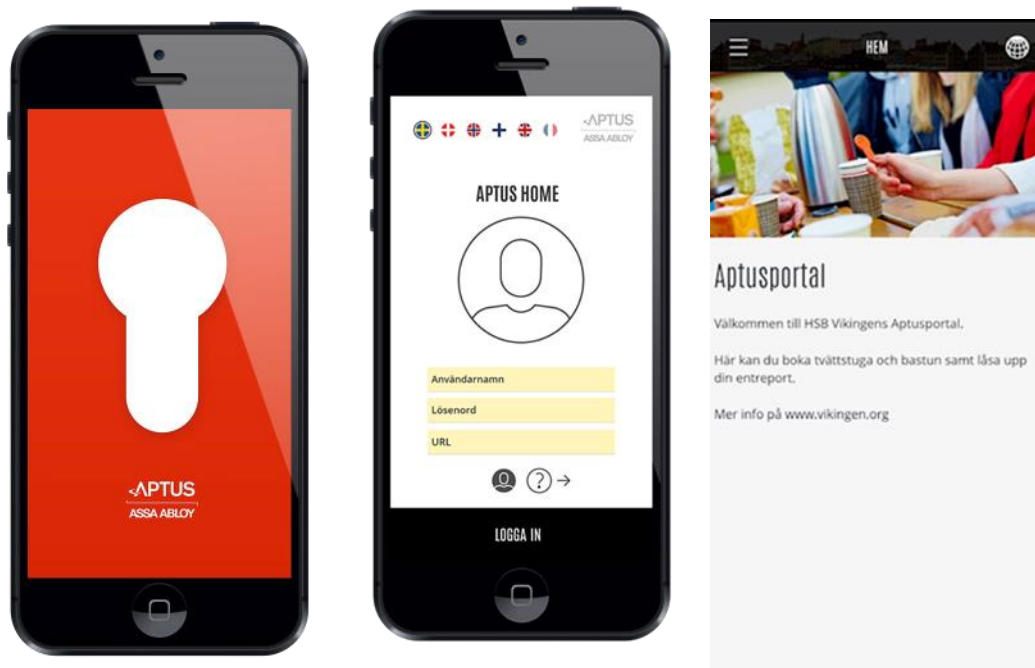 APTUS
ASSA ABLOY
APTUS
ASSA ABLOY
APTUS HOME
Användarnamn
Lösenord
URL
?
LOGGA IN
HEM
Aptusportal
Välkommen till HSB Vikingens Aptusportal.
Här kan du boka tvättstuga och bastun samt låsa upp
din entreport.
Mer info på www.vikingen.org